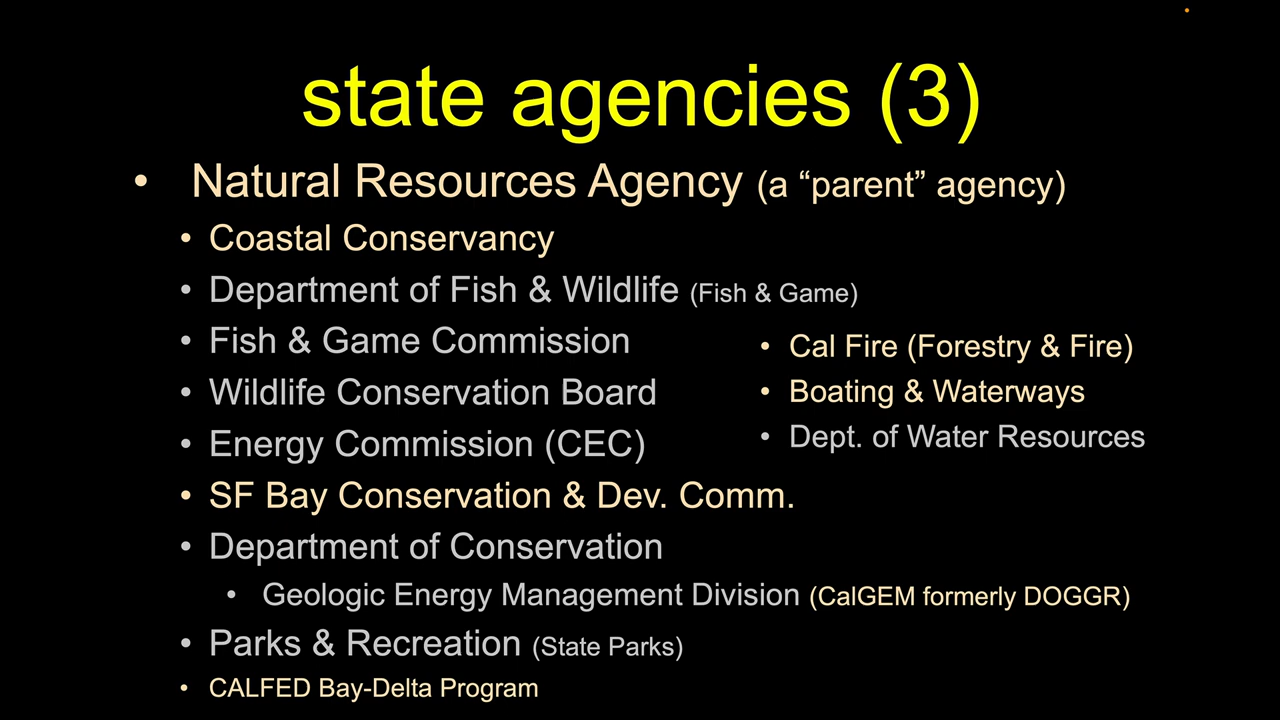 state agencies (3)
• Natural Resources Agency (a “parent” agency)
• Coastal Conservancy
• Department of Fish & Wildlife (Fish & Game)
• Fish & Game Commission
• Wildlife Conservation Board
• Energy Commission (CEC)
• Cal Fire (Forestry & Fire)
• Boating & Waterways
• Dept. of Water Resources
• SF Bay Conservation & Dev. Comm.
• Department of Conservation
• Geologic Energy Management Division (CalGEM formerly DOGGR)
• Parks & Recreation (State Parks)
• CALFED Bay-Delta Program